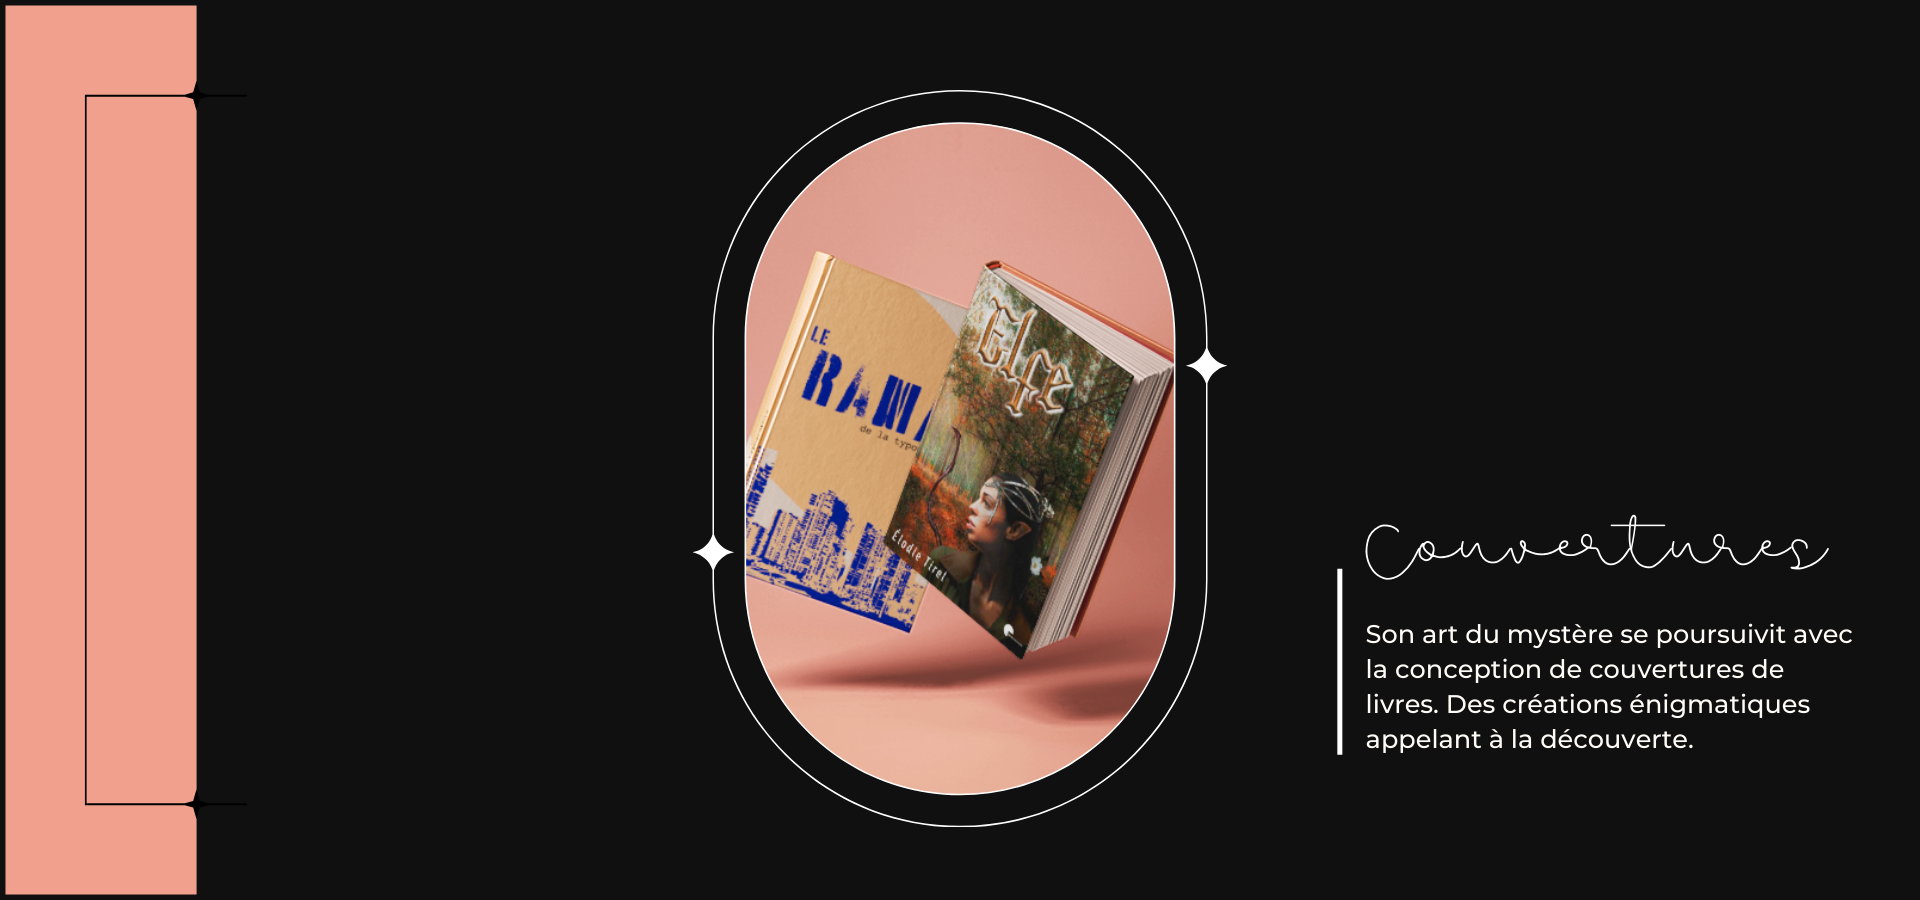 LE
RAMA
de la typo
Elfe
Élodie Tirel
Couvertures
Son art du mystère se poursuivit avec
la conception de couvertures de
livres. Des créations énigmatiques
appelant à la découverte.